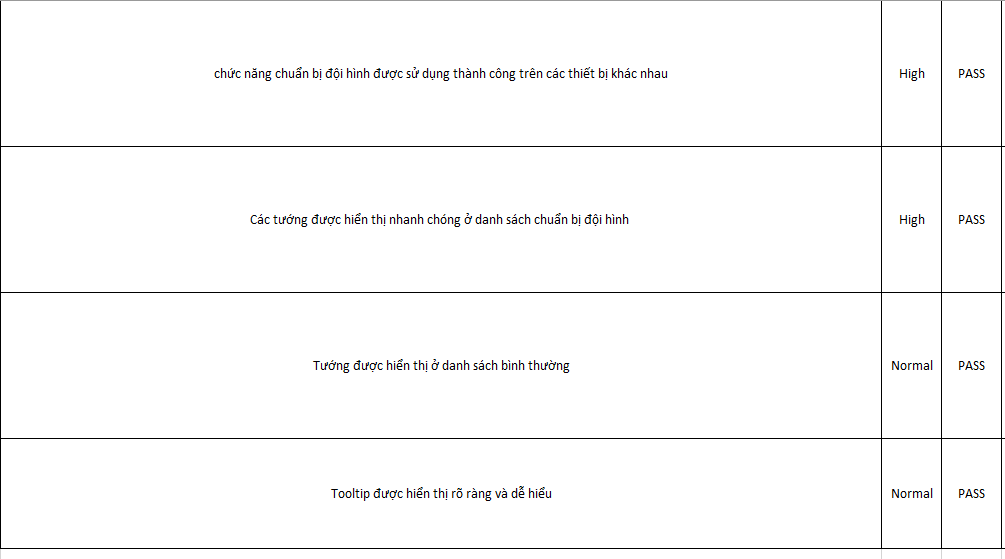 chức năng chuẩn bị đội hình được sử dụng thành công trên các thiết bị khác nhau High PASS
Các tướng được hiển thị nhanh chóng ở danh sách chuẩn bị đội hình High PASS
Tướng được hiển thị ở danh sách bình thường Normal PASS
Tooltip được hiển thị rõ ràng và dễ hiểu Normal PASS